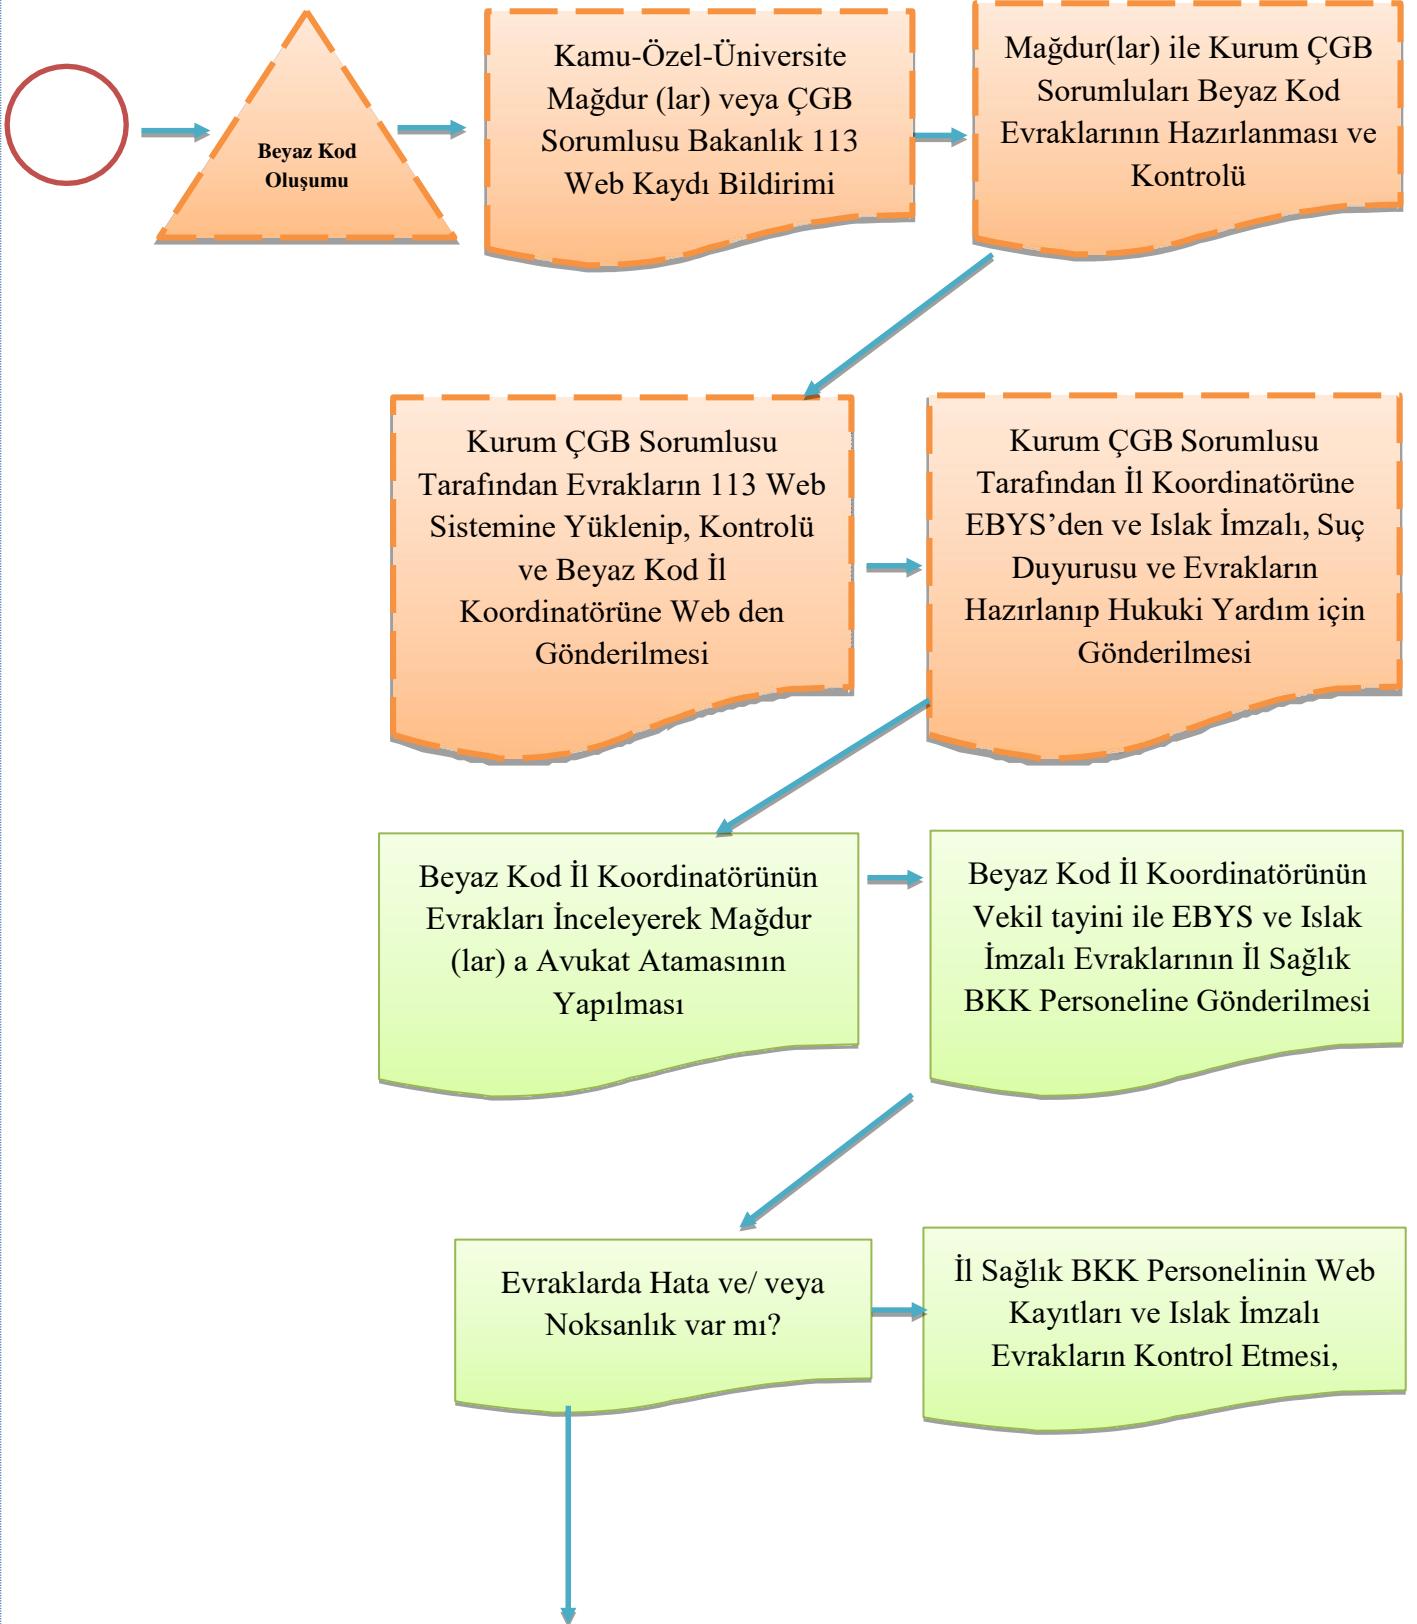 Beyaz Kod
Oluşumu
Kamu-Özel-Üniversite
Mağdur (lar) veya ÇGB
Sorumlusu Bakanlık 113
Web Kaydı Bildirimi
Mağdur(lar) ile Kurum ÇGB
Sorumluları Beyaz Kod
Evraklarının Hazırlanması ve
Kontrolü
Kurum ÇGB Sorumlusu
Tarafından Evrakların 113 Web
Sistemine Yüklenip, Kontrolü
ve Beyaz Kod İl
Koordinatörüne Web den
Gönderilmesi
Kurum ÇGB Sorumlusu
Tarafından İl Koordinatörüne
EBYS’den ve Islak İmzalı, Suç
Duyurusu ve Evrakların
Hazırlanıp Hukuki Yardım için
Gönderilmesi
Beyaz Kod İl Koordinatörünün
Evrakları İnceleyerek Mağdur
(lar) a Avukat Atamasının
Yapılması
Beyaz Kod İl Koordinatörünün
Vekil tayini ile EBYS ve Islak
İmzalı Evraklarının İl Sağlık
BKK Personeline Gönderilmesi
Evraklarda Hata ve/ veya
Noksanlık var mı?
İl Sağlık BKK Personelinin Web
Kayıtları ve Islak İmzalı
Evrakların Kontrol Etmesi,